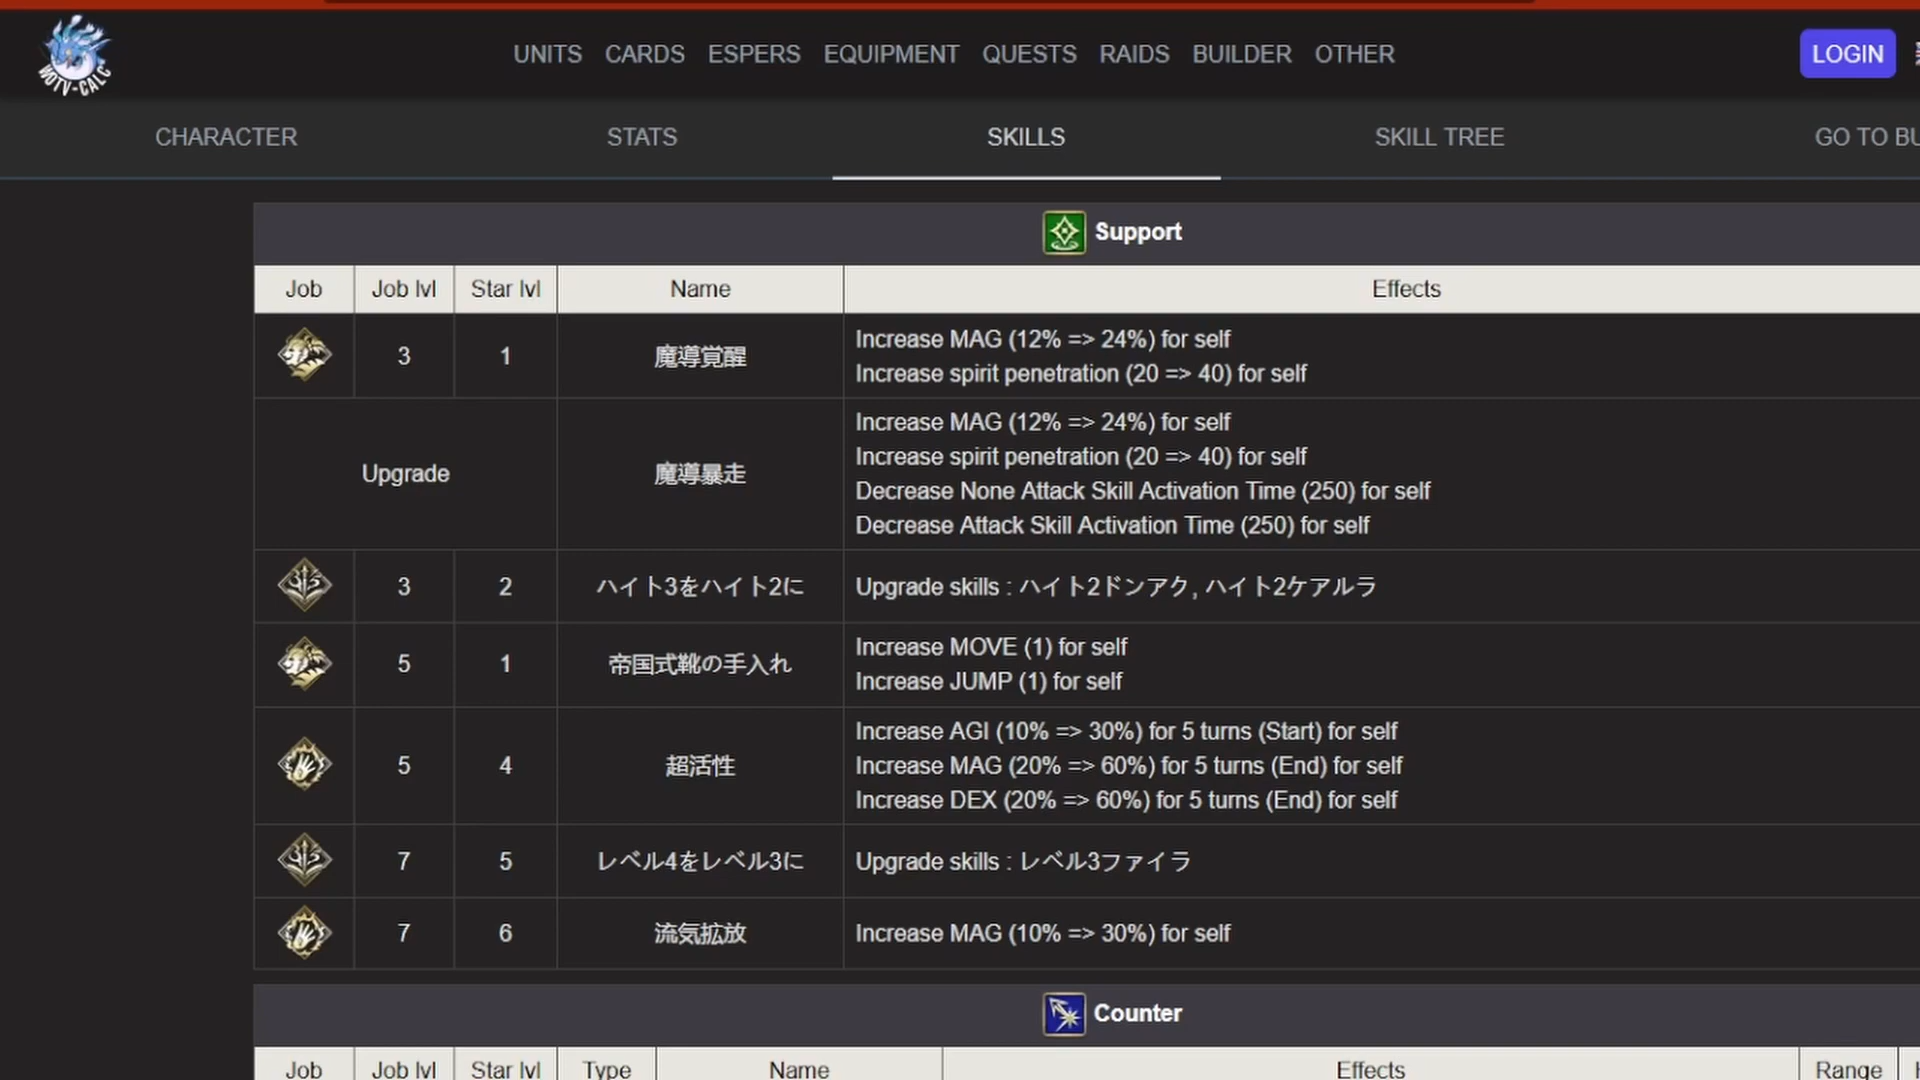 WOTV-CALC
UNITS CARDS ESPERS EQUIPMENT QUESTS RAIDS BUILDER OTHER LOGIN
CHARACTER STATS SKILLS SKILL TREE GO TO BU
Support
Job Job lvl Star lvl Name Effects
3 1 魔導覚醒 Increase MAG (12% => 24%) for self
Increase spirit penetration (20 => 40) for self
Upgrade 魔導暴走 Increase MAG (12% => 24%) for self
Increase spirit penetration (20 => 40) for self
Decrease None Attack Skill Activation Time (250) for self
Decrease Attack Skill Activation Time (250) for self
3 2 ハイト3をハイト2に Upgrade skills : ハイト2ドンアク, ハイト2ケアルラ
5 1 帝国式靴の手入れ Increase MOVE (1) for self
Increase JUMP (1) for self
5 4 超活性 Increase AGI (10% => 30%) for 5 turns (Start) for self
Increase MAG (20% => 60%) for 5 turns (End) for self
Increase DEX (20% => 60%) for 5 turns (End) for self
7 5 レベル4をレベル3に Upgrade skills : レベル3ファイラ
7 6 流気拡放 Increase MAG (10% => 30%) for self
Counter
Job Job lvl Star lvl Type Name Effects Range